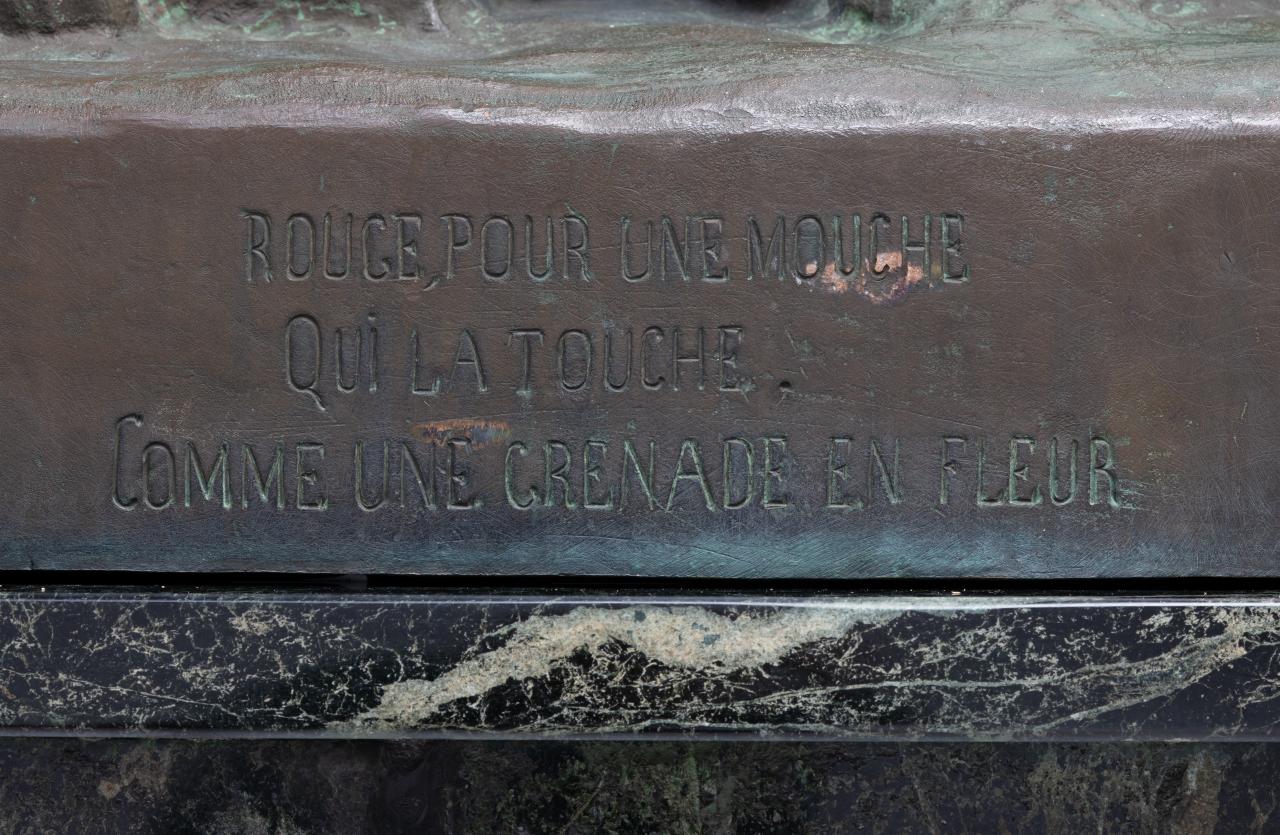 ROUGE, POUR UNE MOUCHE
QUi LA TOUCHE.
COMME UNE GRENADE EN FLEUR